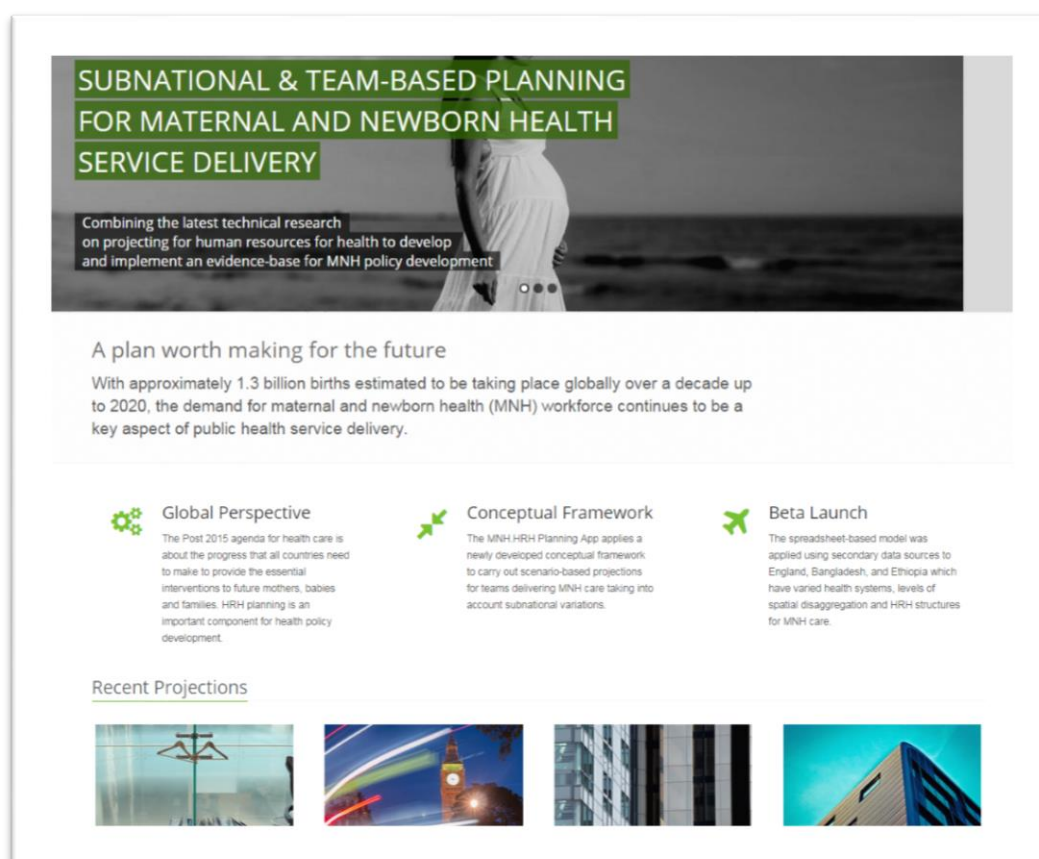 SUBNATIONAL & TEAM-BASED PLANNING
FOR MATERNAL AND NEWBORN HEALTH
SERVICE DELIVERY
Combining the latest technical research
on projecting for human resources for health to develop
and implement an evidence-base for MNH policy development
A plan worth making for the future
With approximately 1.3 billion births estimated to be taking place globally over a decade up
to 2020, the demand for maternal and newborn health (MNH) workforce continues to be a
key aspect of public health service delivery.
Global Perspective
The Post 2015 agenda for health care is
about the progress that all countries need
to make to provide the essential
interventions to future mothers, babies
and families. HRH planning is an
important component for health policy
development.
Conceptual Framework
The MNH.HRH Planning App applies a
newly developed conceptual framework
to carry out scenario-based projections
for teams delivering MNH care taking into
account subnational variations.
Beta Launch
The spreadsheet-based model was
applied using secondary data sources to
England, Bangladesh, and Ethiopia which
have varied health systems, levels of
spatial disaggregation and HRH structures
for MNH care.
Recent Projections